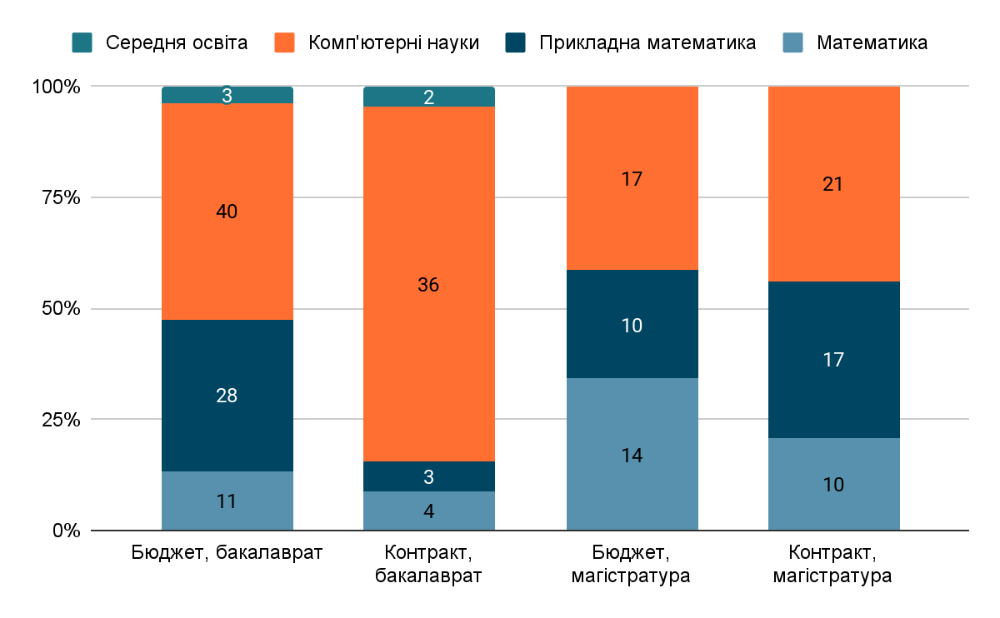 Середня освіта Комп'ютерні науки Прикладна математика Математика
100%
75%
50%
25%
0%
3
40
28
11
2
36
3
4
17
10
14
21
17
10
Бюджет, бакалаврат
Контракт,
бакалаврат
Бюджет,
магістратура
Контракт,
магістратура